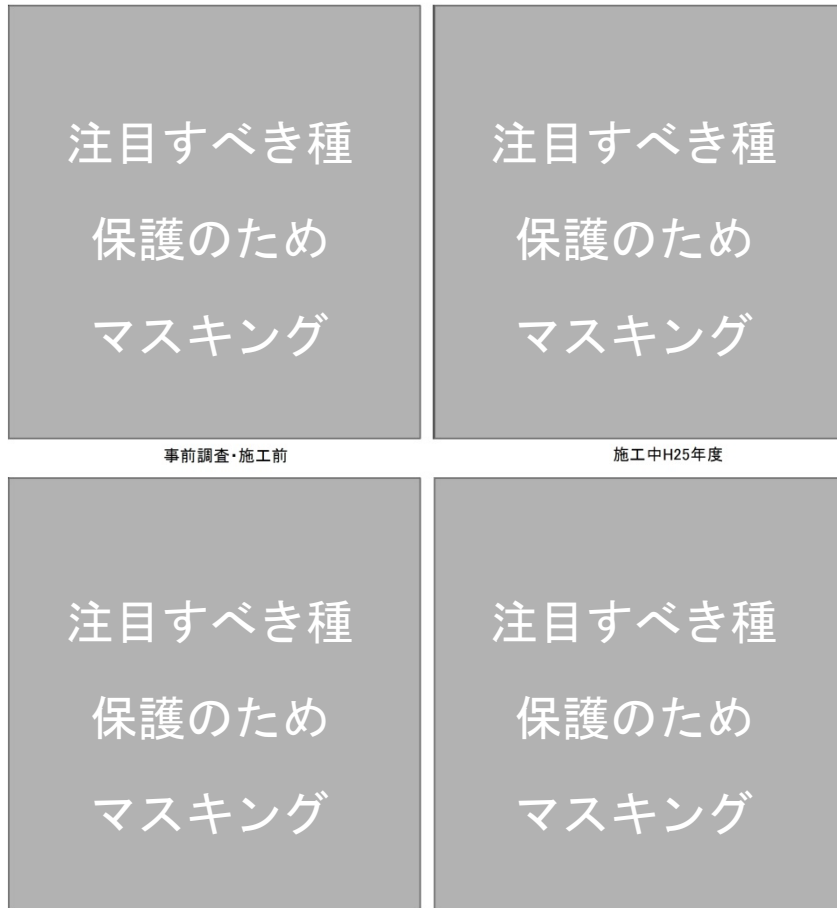 注目すべき種
保護のため
マスキング
注目すべき種
保護のため
マスキング
事前調査・施工前
施工中H25年度
注目すべき種
保護のため
マスキング
注目すべき種
保護のため
マスキング